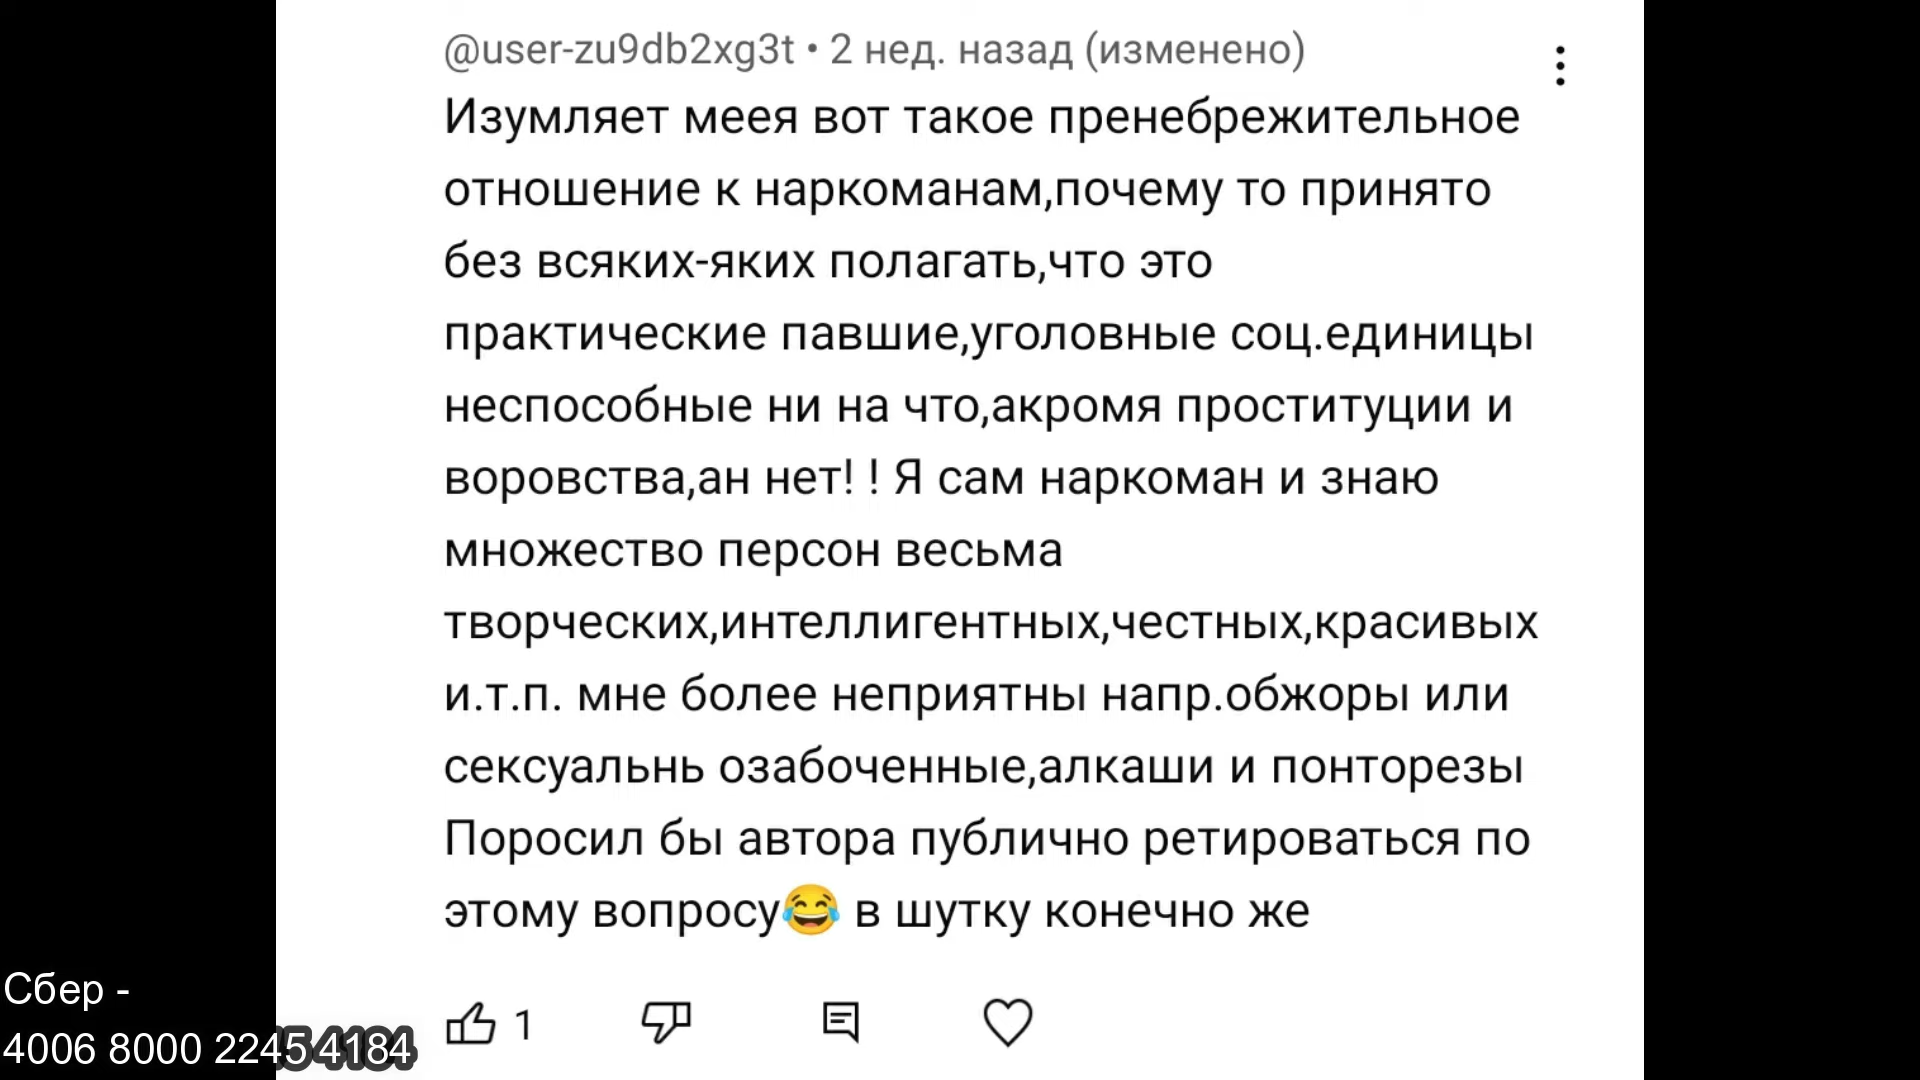 @user-zu9db2xg3t • 2 нед. назад (изменено)
Изумляет меея вот такое пренебрежительное
отношение к наркоманам,почему то принято
без всяких-яких полагать,что это
практические павшие,уголовные соц.единицы
неспособные ни на что,акромя проституции и
воровства,ан нет! ! Я сам наркоман и знаю
множество персон весьма
творческих,интеллигентных,честных,красивых
и.т.п. мне более неприятны напр.обжоры или
сексуальнь озабоченные,алкаши и понторезы
Поросил бы автора публично ретироваться по
этому вопросу😂 в шутку конечно же
1
Сбер -
4006 8000 2245 4184